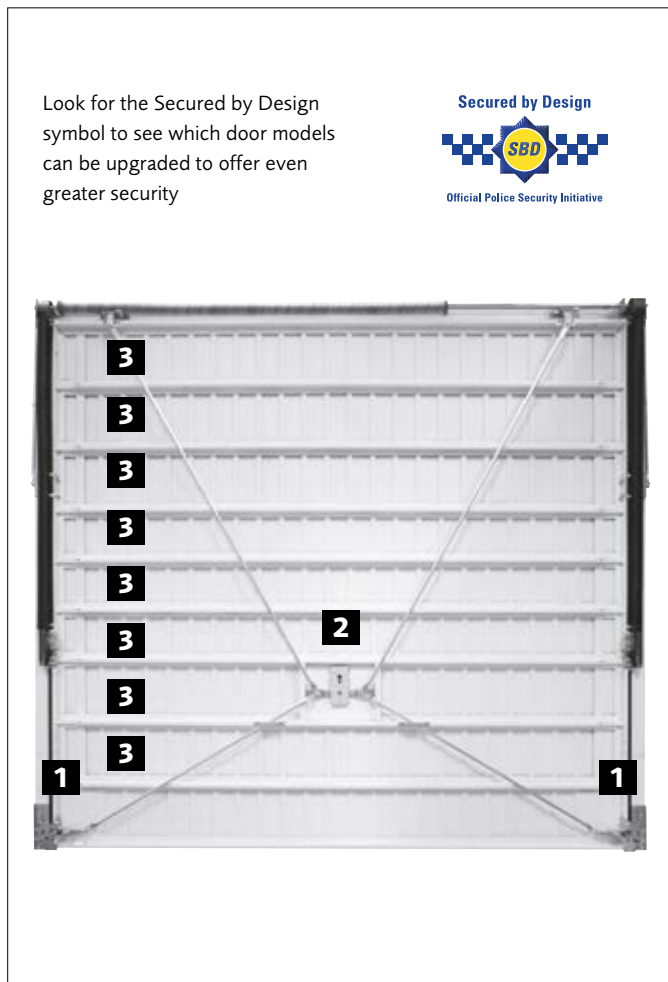 Look for the Secured by Design
symbol to see which door models
can be upgraded to offer even
greater security
Secured by Design
SBD
Official Police Security Initiative
3
3
3
3
3
2
3
3
3
1 1